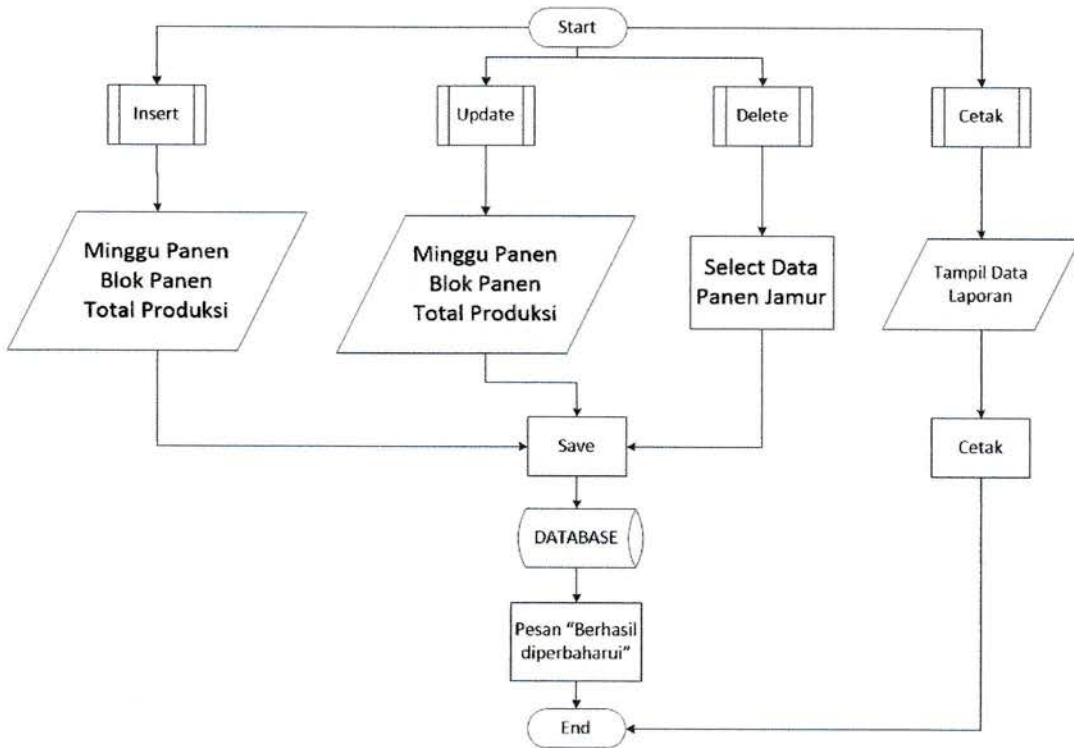 Start
Insert
Update
Delete
Cetak
Minggu Panen
Blok Panen
Total Produksi
Minggu Panen
Blok Panen
Total Produksi
Select Data
Panen Jamur
Tampil Data
Laporan
Save
Cetak
DATABASE
Pesan “Berhasil
diperbaharui”
End